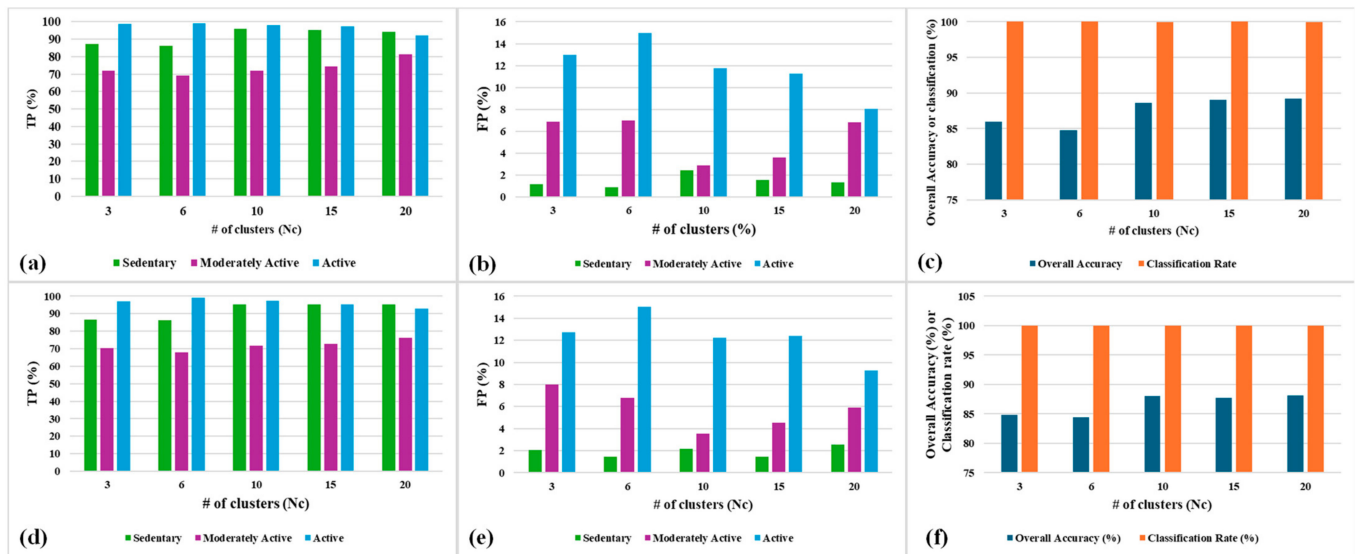 TP (%)
100
90
80
70
60
50
40
30
20
10
0
3 6 10 15 20
# of clusters (Nc)
(a)
Sedentary Moderately Active Active
FP (%)
16
14
12
10
8
6
4
2
0
3 6 10 15 20
# of clusters (%)
(b)
Sedentary Moderately Active Active
Overall Accuracy or classification (%)
100
95
90
85
80
75
3 6 10 15 20
# of clusters (Nc)
(c)
Overall Accuracy Classification Rate
TP (%)
100
90
80
70
60
50
40
30
20
10
0
3 6 10 15 20
# of clusters (Nc)
(d)
Sedentary Moderately Active Active
FP (%)
16
14
12
10
8
6
4
2
0
3 6 10 15 20
# of clusters (Nc)
(e)
Sedentary Moderately Active Active
Overall Accuracy (%) or
Classification rate (%)
105
100
95
90
85
80
75
3 6 10 15 20
# of clusters (Nc)
(f)
Overall Accuracy (%) Classification Rate (%)